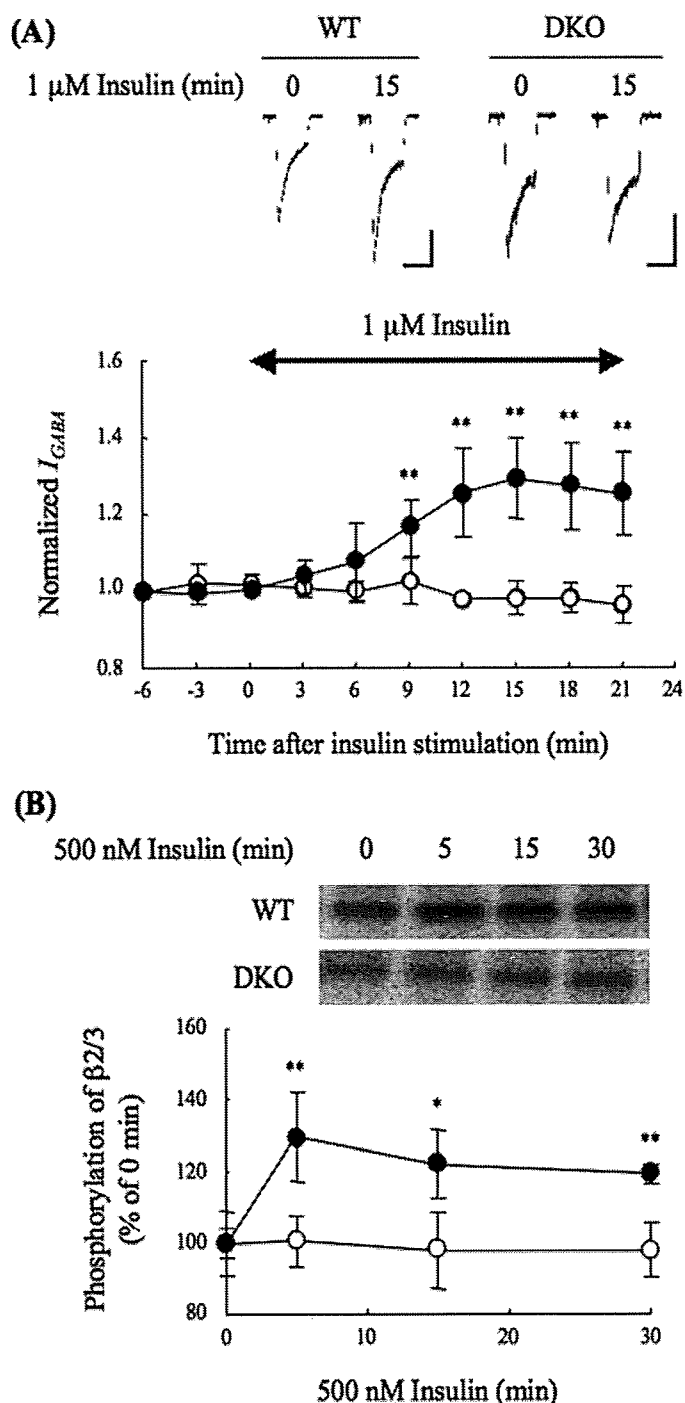 (A)
WT DKO
1 μM Insulin (min) 0 15 0 15
1 μM Insulin
1.6
**
** ** ** **
1.4
1.2
1.0
0.8
Normalized I_GABA
-6 -3 0 3 6 9 12 15 18 21 24
Time after insulin stimulation (min)
(B)
500 nM Insulin (min) 0 5 15 30
WT
DKO
160
140
120
100
80
** * **
Phosphorylation of β2/3
(% of 0 min)
0 10 20 30
500 nM Insulin (min)